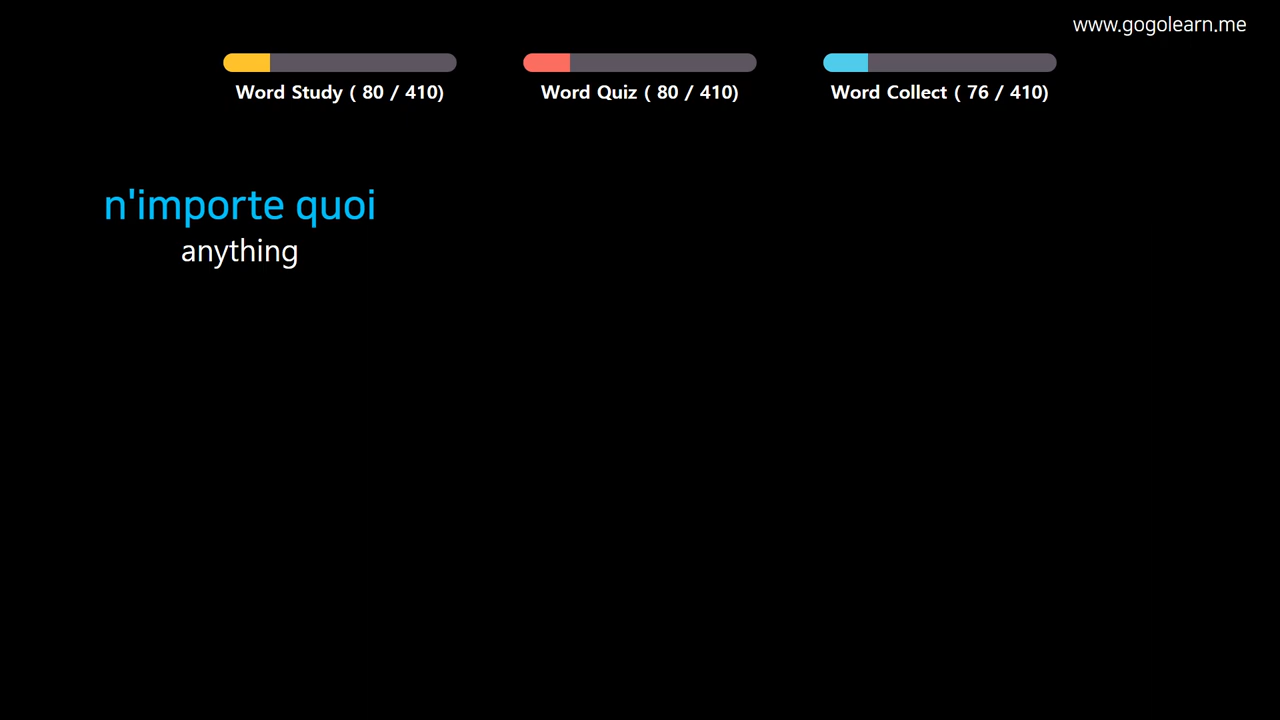 www.gogolearn.me
Word Study ( 80 / 410)
Word Quiz ( 80 / 410)
Word Collect ( 76 / 410)
n'importe quoi
anything